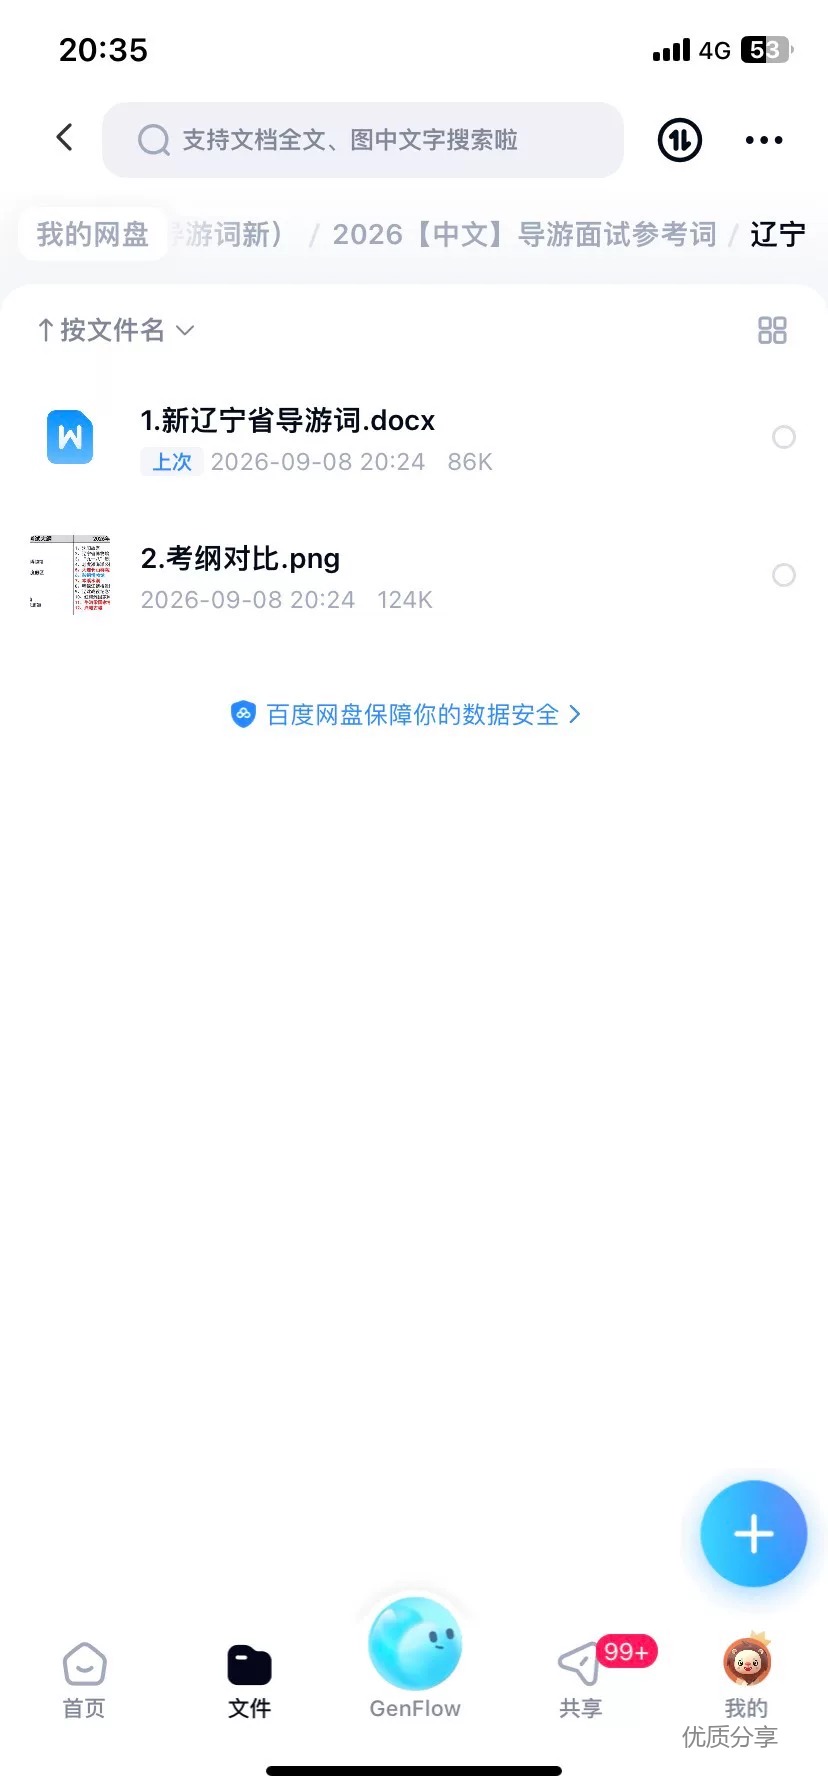 20:35
4G
53
支持文档全文、图中文字搜索啦
我的网盘
游词新） / 2026【中文】导游面试参考词 / 辽宁
↑按文件名
1.新辽宁省导游词.docx
上次 2026-09-08 20:24 86K
2.考纲对比.png
2026-09-08 20:24 124K
百度网盘保障你的数据安全
99+
首页
文件
GenFlow
共享
我的
优质分享